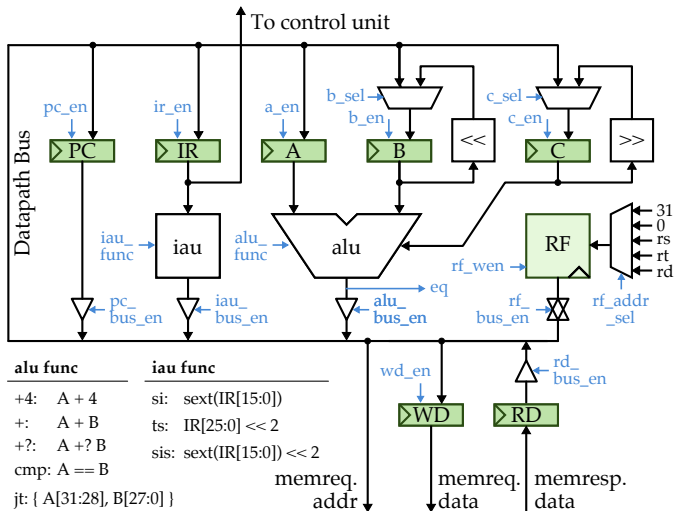 To control unit
Datapath Bus
pc_en
ir_en
a_en
b_sel
b_en
c_sel
c_en
PC
IR
A
B
<<
C
>>
iau_
func
iau
alu_
func
alu
eq
RF
rf_wen
31
0
rs
rt
rd
rf_addr
_sel
pc_
bus_en
iau_
bus_en
alu_
bus_en
rf_
bus_en
rd_
bus_en
wd_en
WD
RD
memreq.
addr
memreq.
data
memresp.
data
alu func
+4: A + 4
+: A + B
+?: A +? B
cmp: A == B
jt: { A[31:28], B[27:0] }
iau func
si: sext(IR[15:0])
ts: IR[25:0] << 2
sis: sext(IR[15:0]) << 2